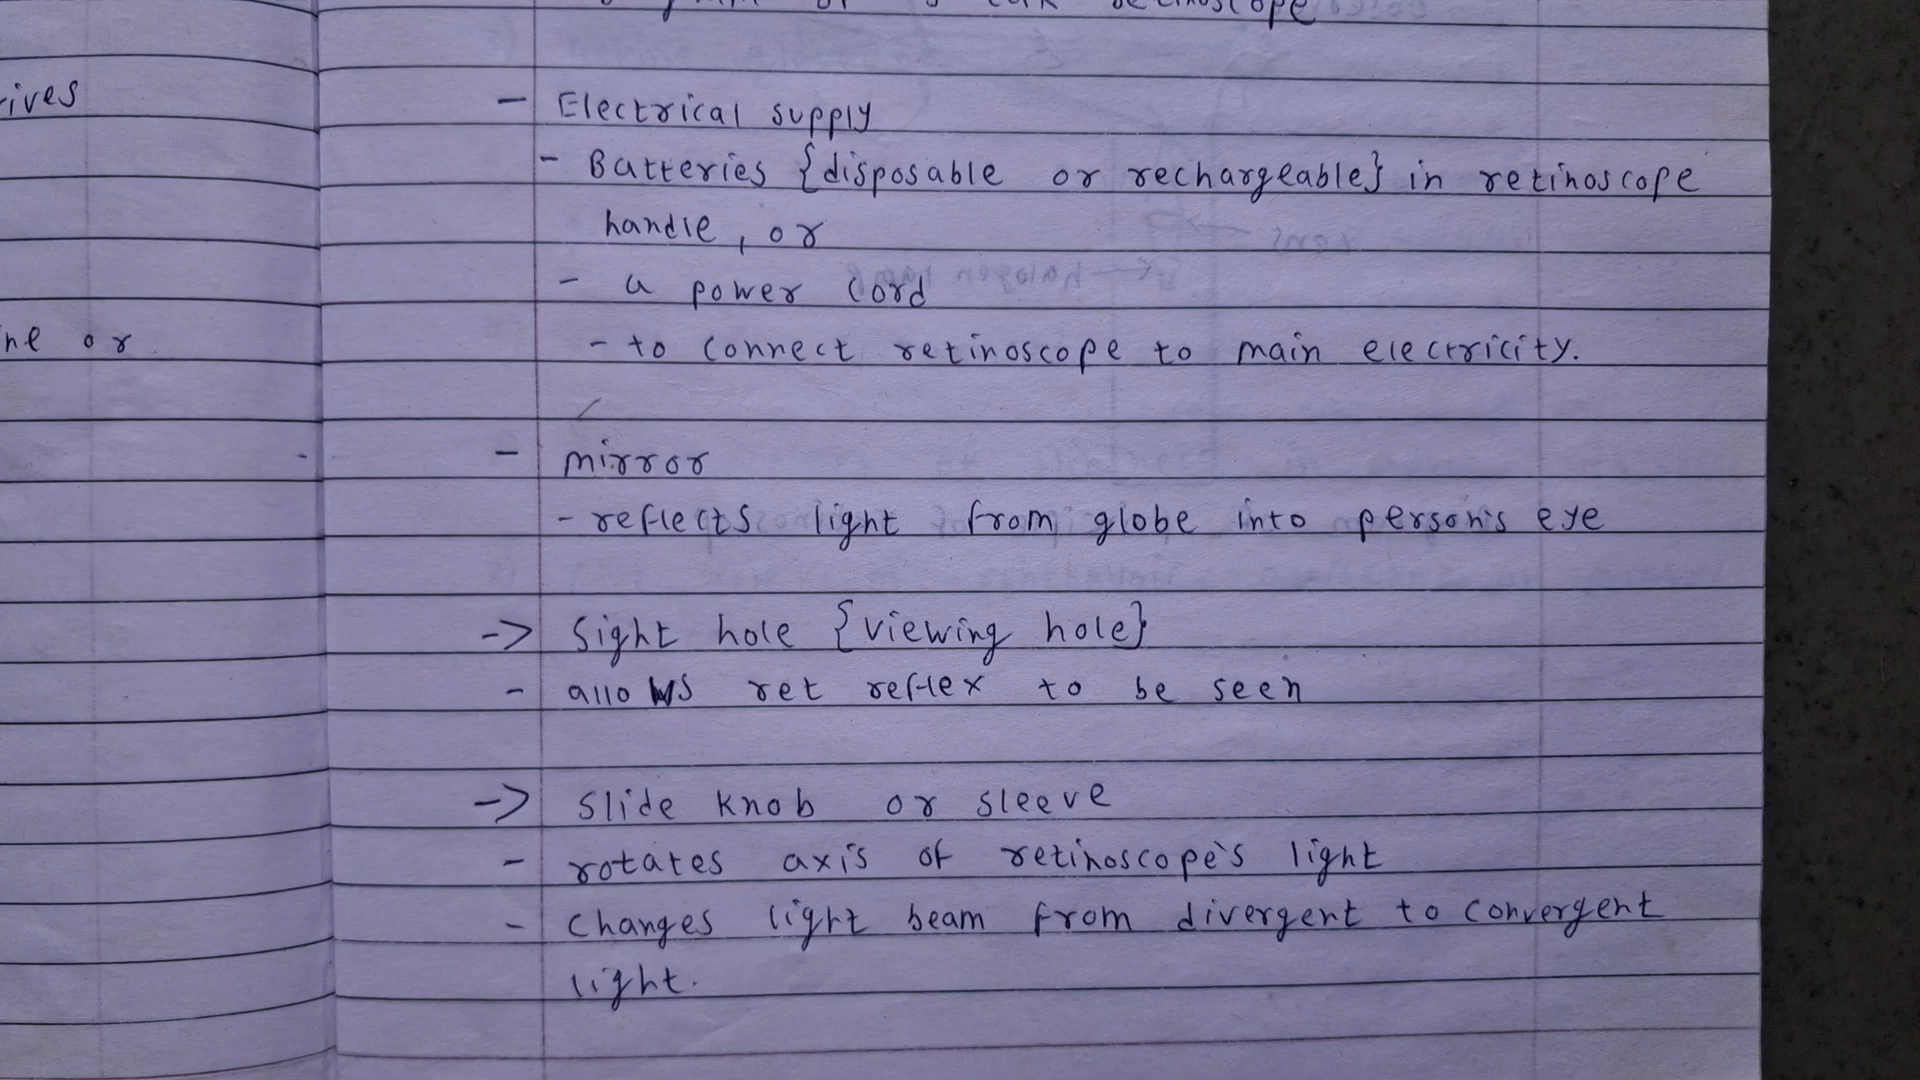 retinoscope
ives
- Electrical supply
- Batteries {disposable or rechargeable} in retinoscope
handle, or
- a power cord
ne or
- to connect retinoscope to main electricity.
- mirror
- reflects light from globe into person's eye
-> Sight hole {viewing hole}
- allows ret reflex to be seen
-> Slide knob or sleeve
- rotates axis of retinoscope's light
- Changes light beam from divergent to convergent
light.